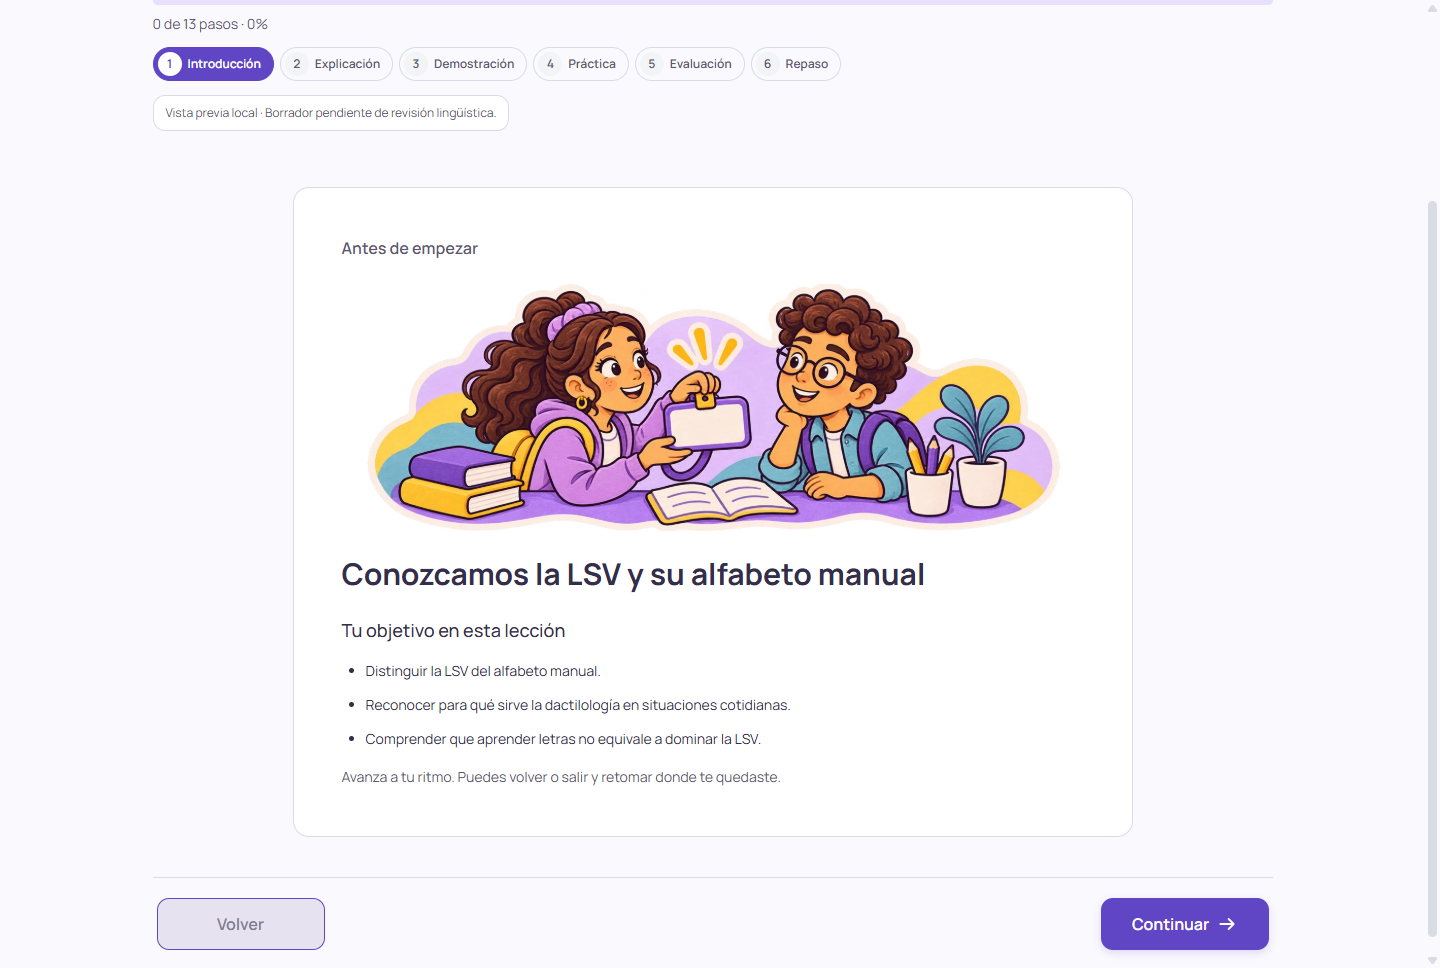 0 de 13 pasos · 0%
1 Introducción 2 Explicación 3 Demostración 4 Práctica 5 Evaluación 6 Repaso
Vista previa local · Borrador pendiente de revisión lingüística.
Antes de empezar
Conozcamos la LSV y su alfabeto manual
Tu objetivo en esta lección
• Distinguir la LSV del alfabeto manual.
• Reconocer para qué sirve la dactilología en situaciones cotidianas.
• Comprender que aprender letras no equivale a dominar la LSV.
Avanza a tu ritmo. Puedes volver o salir y retomar donde te quedaste.
Volver
Continuar →